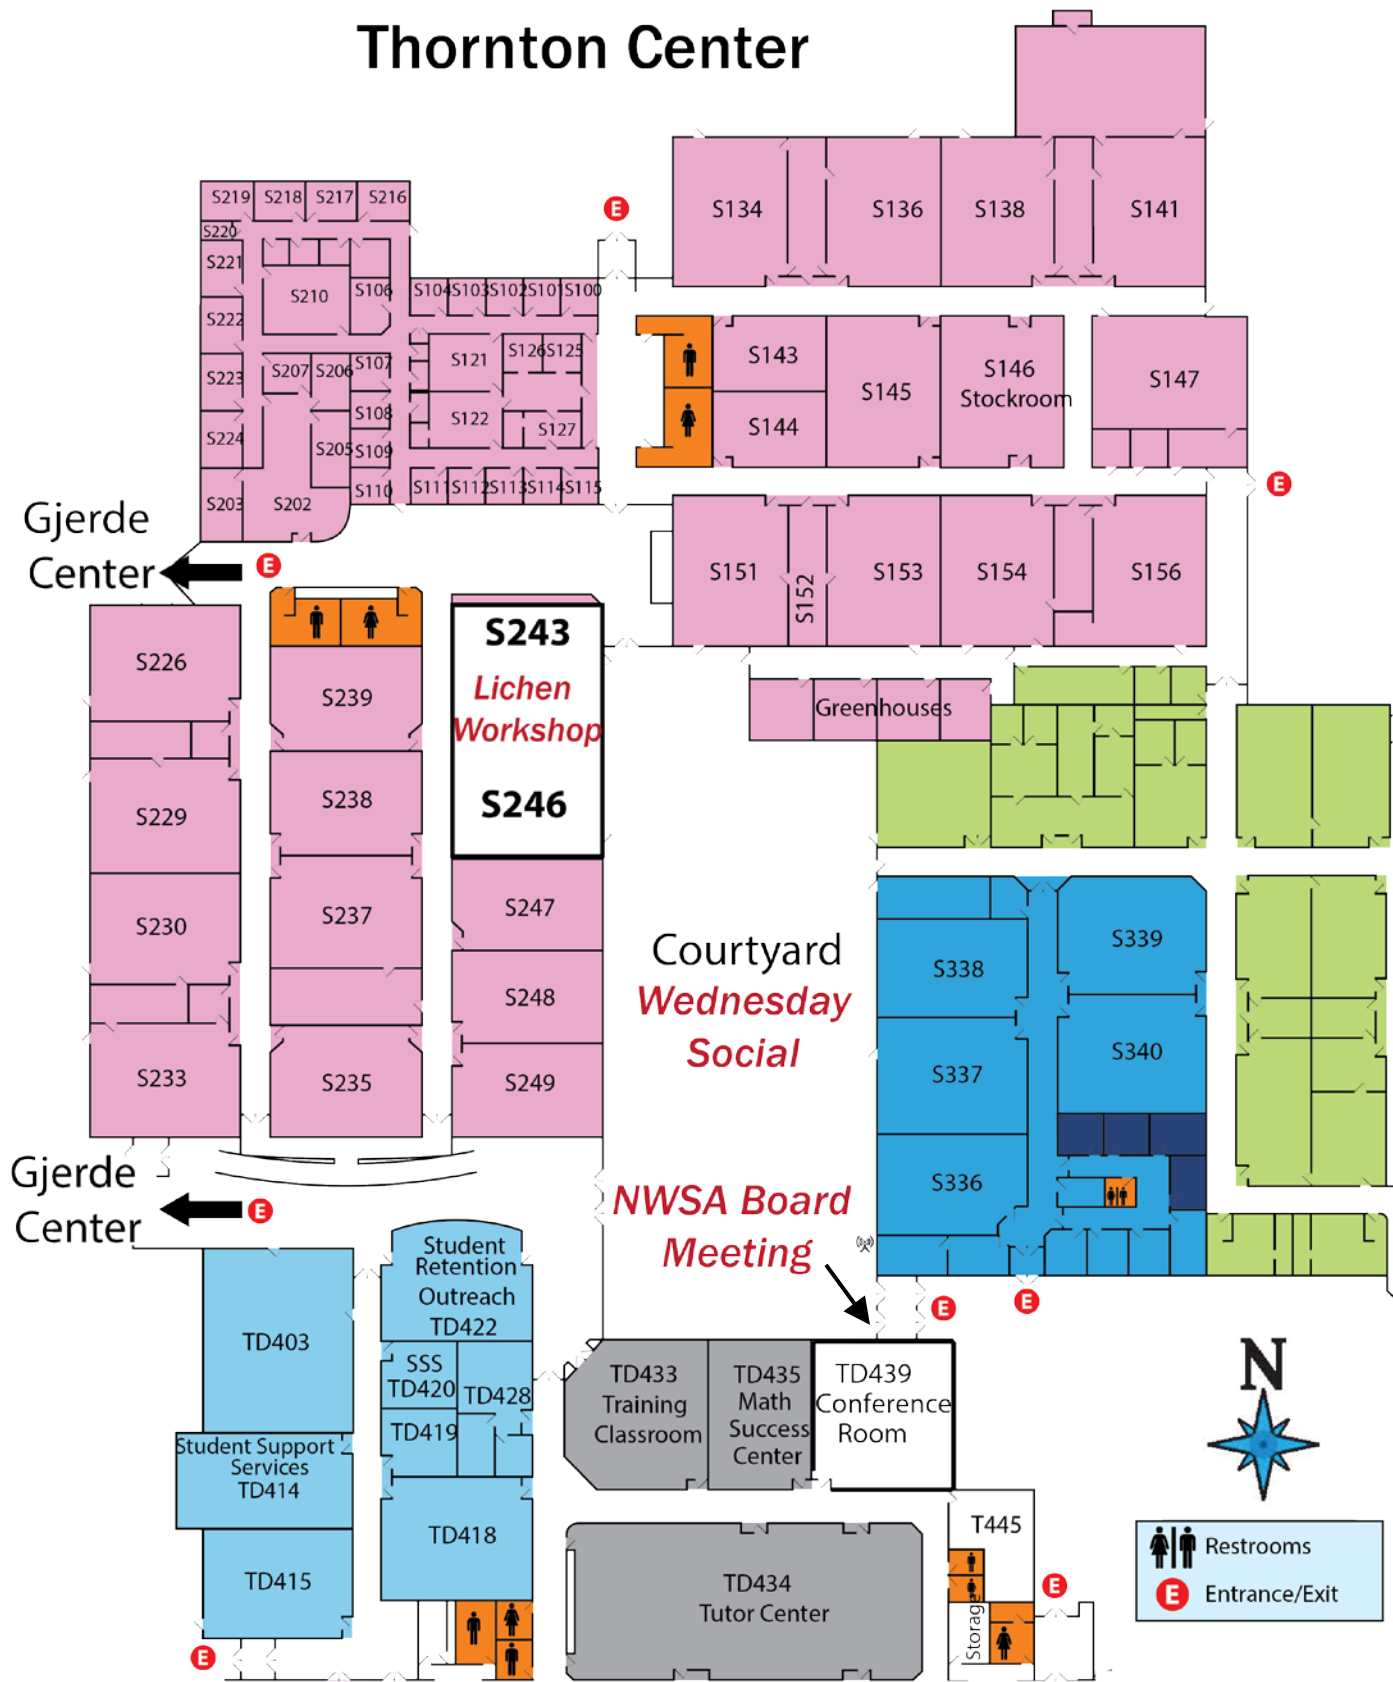 Thornton Center
S219
S218
S217
S216
S220
S221
S222
S223
S224
S203
S202
S210
S106
S207
S206
S205
S107
S108
S109
S110
S104
S103
S102
S101
S100
S121
S126
S125
S122
S127
S111
S112
S113
S114
S115
E
S134
S136
S138
S141
S143
S144
S145
S146
Stockroom
S147
E
S151
S152
S153
S154
S156
Gjerde
Center
E
S226
S229
S230
S233
S239
S238
S237
S235
S243
Lichen
Workshop
S246
S247
S248
S249
Greenhouses
Courtyard
Wednesday
Social
S338
S337
S336
S339
S340
Gjerde
Center
E
NWSA Board
Meeting
E
E
TD403
Student Support
Services
TD414
TD415
E
Student
Retention
Outreach
TD422
SSS
TD420
TD428
TD419
TD418
TD433
Training
Classroom
TD435
Math
Success
Center
TD439
Conference
Room
TD434
Tutor Center
T445
Storage
E
N
Restrooms
E Entrance/Exit